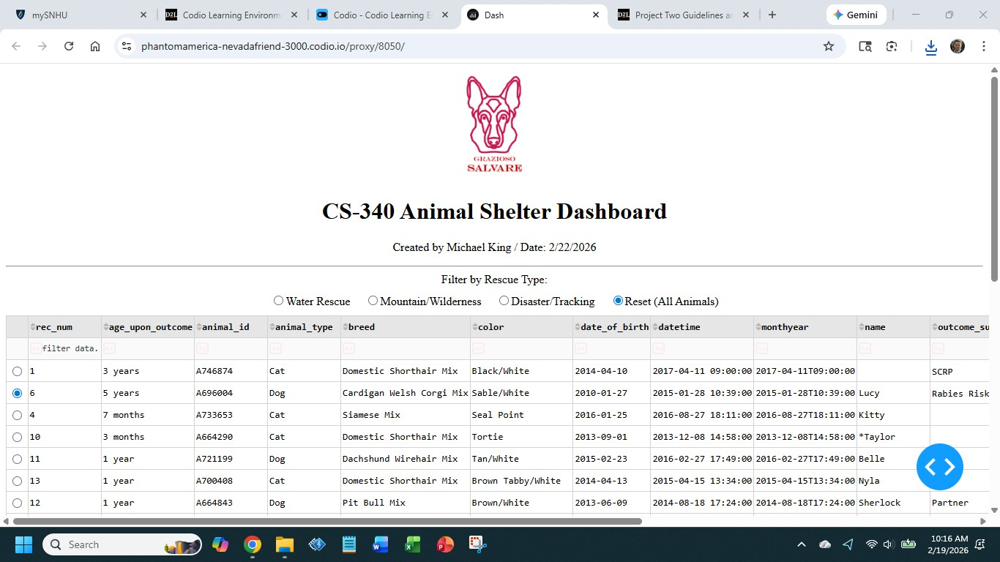 mySNHU
Codio Learning Environm
Codio - Codio Learning E
Dash
Project Two Guidelines a
Gemini
phantomamerica-nevadafriend-3000.codio.io/proxy/8050/
GRAZIOSO
SALVARE
CS-340 Animal Shelter Dashboard
Created by Michael King / Date: 2/22/2026
Filter by Rescue Type:
Water Rescue Mountain/Wilderness Disaster/Tracking Reset (All Animals)
rec_num age_upon_outcome animal_id animal_type breed color date_of_birth datetime monthyear name outcome_su
filter data.
1 3 years A746874 Cat Domestic Shorthair Mix Black/White 2014-04-10 2017-04-11 09:00:00 2017-04-11T09:00:00 SCRP
6 5 years A696004 Dog Cardigan Welsh Corgi Mix Sable/White 2010-01-27 2015-01-28 10:39:00 2015-01-28T10:39:00 Lucy Rabies Risk
4 7 months A733653 Cat Siamese Mix Seal Point 2016-01-25 2016-08-27 18:11:00 2016-08-27T18:11:00 Kitty
10 3 months A664290 Cat Domestic Shorthair Mix Tortie 2013-09-01 2013-12-08 14:58:00 2013-12-08T14:58:00 *Taylor
11 1 year A721199 Dog Dachshund Wirehair Mix Tan/White 2015-02-23 2016-02-27 17:49:00 2016-02-27T17:49:00 Belle
13 1 year A700408 Cat Domestic Shorthair Mix Brown Tabby/White 2014-04-13 2015-04-15 13:34:00 2015-04-15T13:34:00 Nyla
12 1 year A664843 Dog Pit Bull Mix Brown/White 2013-06-09 2014-08-18 17:24:00 2014-08-18T17:24:00 Sherlock Partner
Search
10:16 AM
2/19/2026